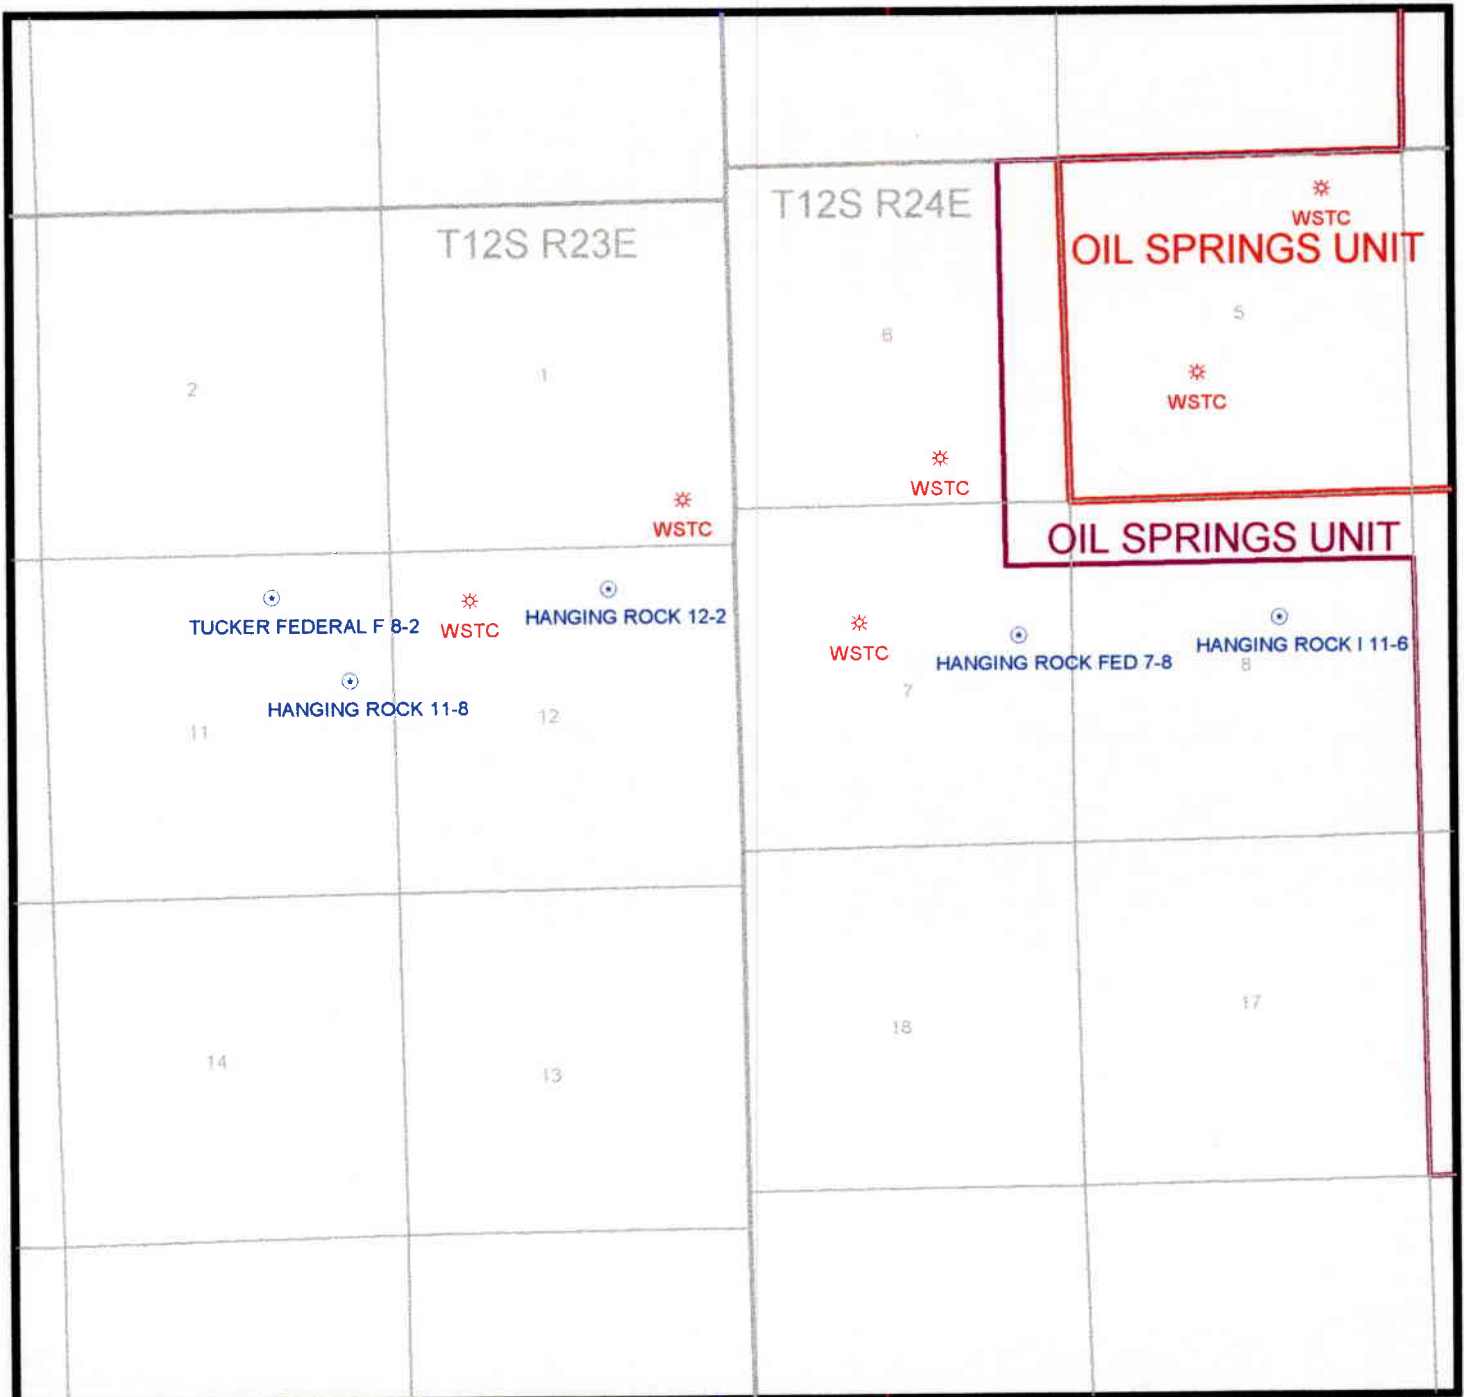 T12S R24E
WSTC
T12S R23E
OIL SPRINGS UNIT
5
6
1
2
WSTC
WSTC
WSTC
OIL SPRINGS UNIT
TUCKER FEDERAL F 8-2
WSTC
HANGING ROCK 12-2
WSTC
HANGING ROCK FED 7-8
HANGING ROCK I 11-6
8
7
HANGING ROCK 11-8
12
11
17
18
14
13